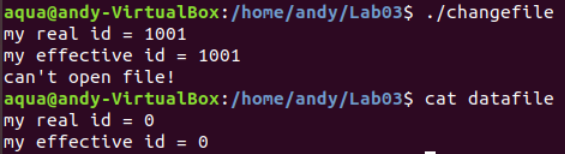 aqua@andy-VirtualBox:/home/andy/Lab03$ ./changefile
my real id = 1001
my effective id = 1001
can't open file!
aqua@andy-VirtualBox:/home/andy/Lab03$ cat datafile
my real id = 0
my effective id = 0